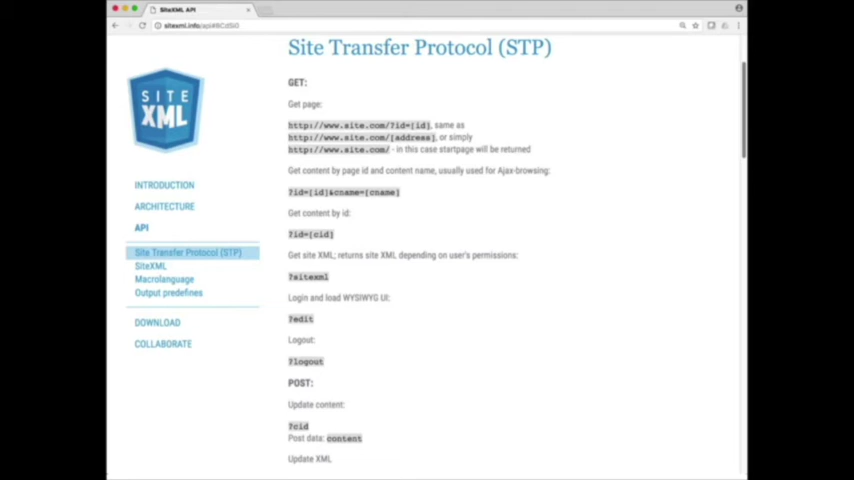 SiteXML API
sitexml.info/api#
Site Transfer Protocol (STP)
GET:
Get page:
http://www.site.com/?id=[id], same as
http://www.site.com/[address], or simply
http://www.site.com/ - in this case startpage will be returned
Get content by page id and content name, usually used for Ajax-browsing:
?id=[id]&cname=[cname]
Get content by id:
?id=[cid]
Get site XML; returns site XML depending on user's permissions:
?sitexml
Login and load WYSIWYG UI:
?edit
Logout:
?logout
POST:
Update content:
?cid
Post data: content
Update XML
SITE
XML
INTRODUCTION
ARCHITECTURE
API
Site Transfer Protocol (STP)
SiteXML
Macrolanguage
Output predefines
DOWNLOAD
COLLABORATE